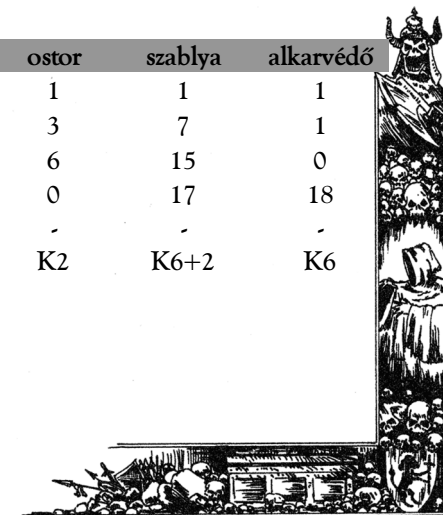 ostor szablya alkarvédő
1 1 1
3 7 1
6 15 0
0 17 18
- - -
K2 K6+2 K6